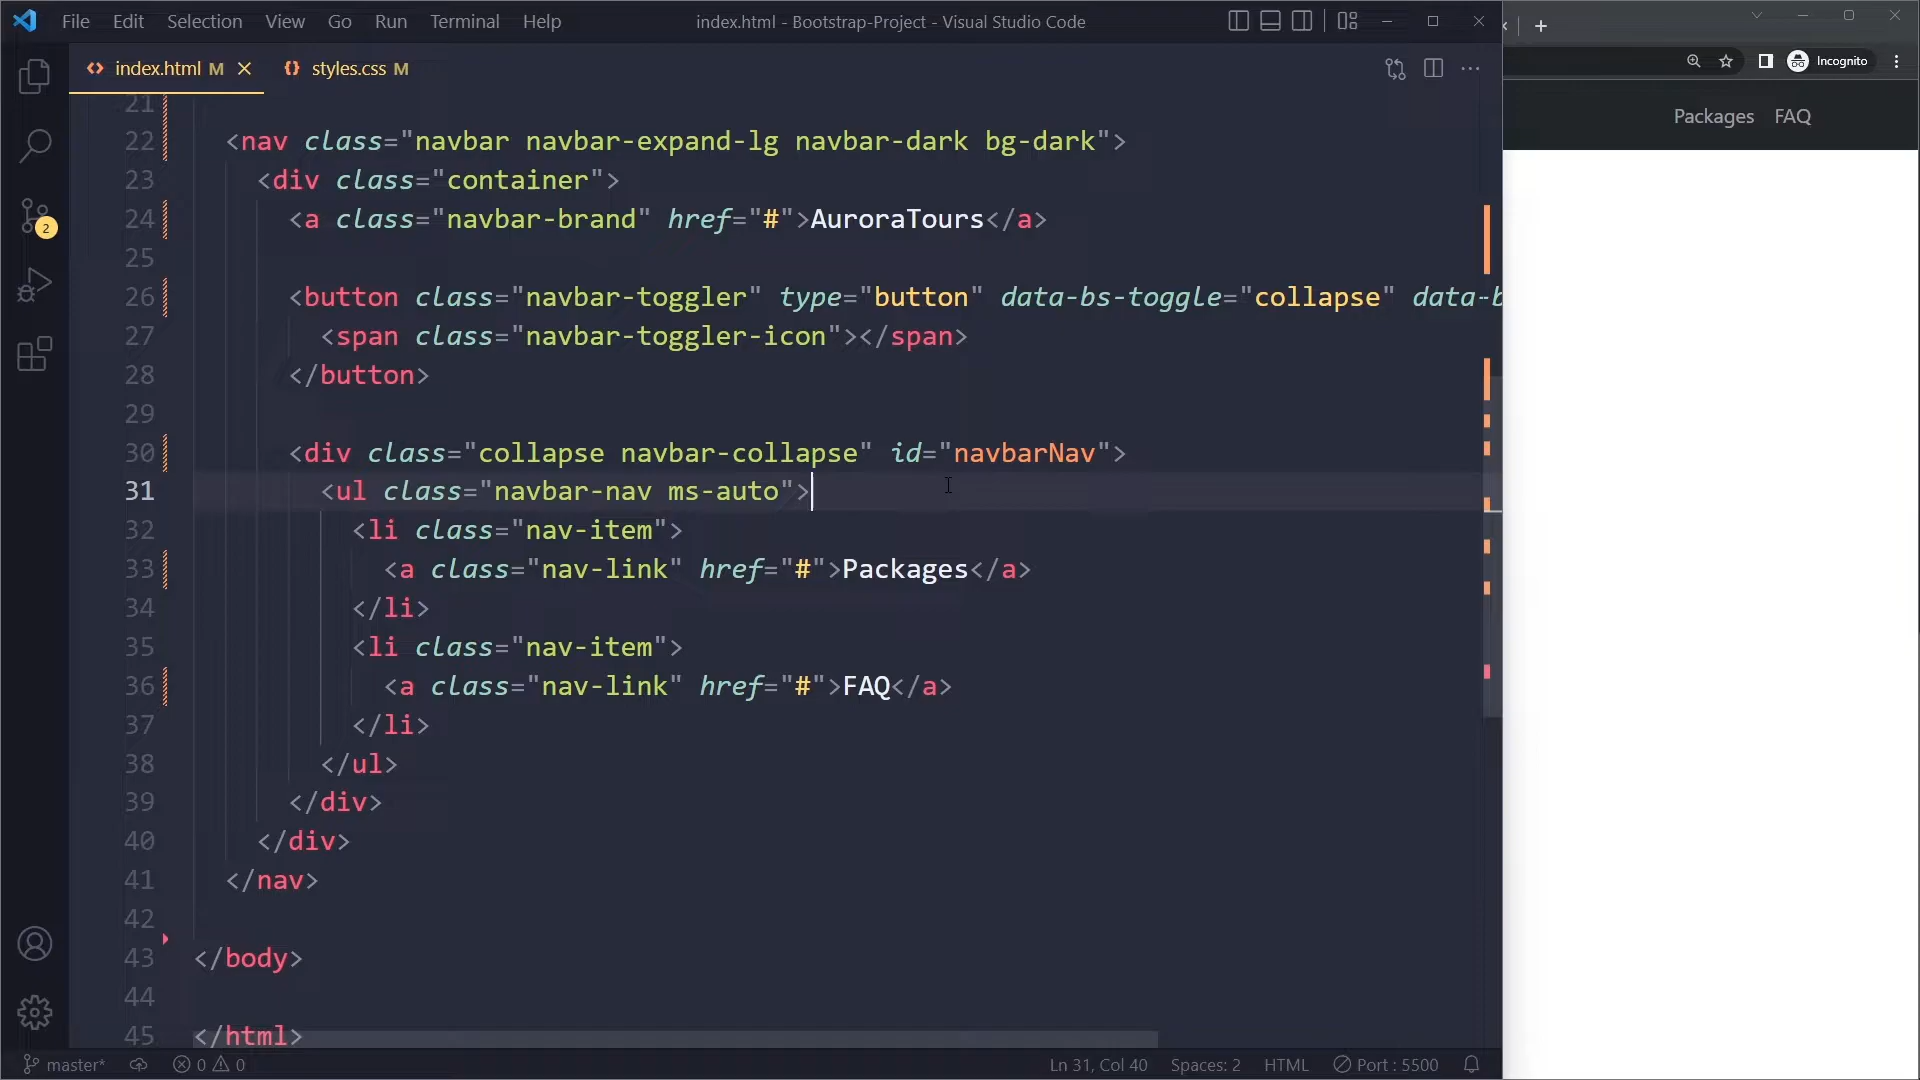 File Edit Selection View Go Run Terminal Help
index.html - Bootstrap-Project - Visual Studio Code
Incognito
index.html M
styles.css M
Packages FAQ
2
21
22 <nav class="navbar navbar-expand-lg navbar-dark bg-dark">
23 <div class="container">
24 <a class="navbar-brand" href="#">AuroraTours</a>
25
26 <button class="navbar-toggler" type="button" data-bs-toggle="collapse" data-b
27 <span class="navbar-toggler-icon"></span>
28 </button>
29
30 <div class="collapse navbar-collapse" id="navbarNav">
31 <ul class="navbar-nav ms-auto">
32 <li class="nav-item">
33 <a class="nav-link" href="#">Packages</a>
34 </li>
35 <li class="nav-item">
36 <a class="nav-link" href="#">FAQ</a>
37 </li>
38 </ul>
39 </div>
40 </div>
41 </nav>
42
43 </body>
44
45 </html>
master* 0 0 Ln 31, Col 40 Spaces: 2 HTML Port : 5500